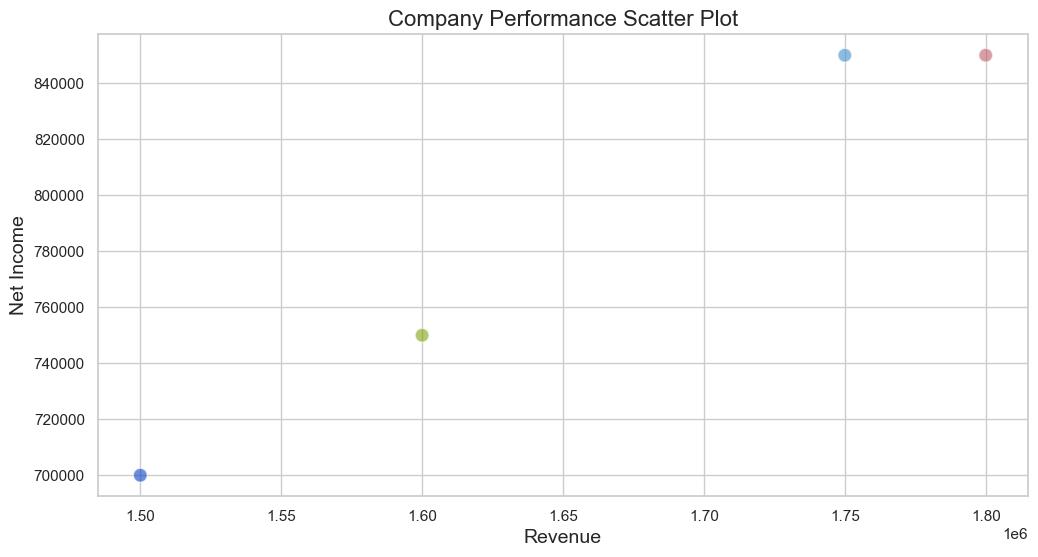 Company Performance Scatter Plot
Net Income
840000
820000
800000
780000
760000
740000
720000
700000
1.50 1.55 1.60 1.65 1.70 1.75 1.80
1e6
Revenue